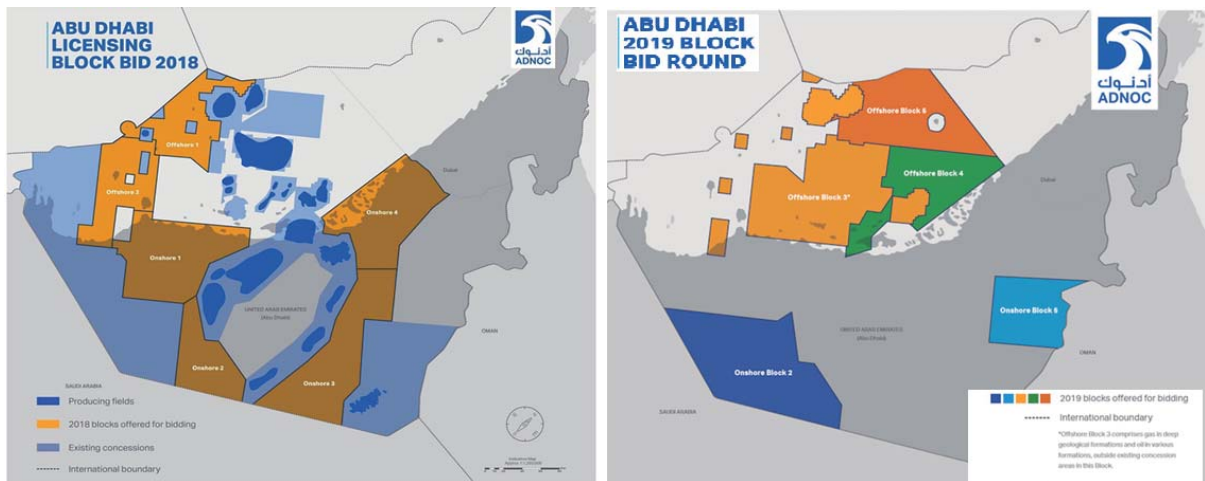 ABU DHABI
LICENSING
BLOCK BID 2018
أدنوك
ADNOC
Offshore 1
Offshore 2
Onshore 1
Onshore 4
Dubai
UNITED ARAB EMIRATES
(Abu Dhabi)
OMAN
Onshore 2
Onshore 3
SAUDI ARABIA
Producing fields
2018 blocks offered for bidding
Existing concessions
International boundary
ABU DHABI
2019 BLOCK
BID ROUND
أدنوك
ADNOC
Offshore Block 5
Offshore Block 4
Dubai
Offshore Block 3*
Onshore Block 6
UNITED ARAB EMIRATES
(Abu Dhabi)
OMAN
Onshore Block 2
SAUDI ARABIA
2019 blocks offered for bidding
International boundary
*Offshore Block 3 comprises gas in deep
geological formations and oil in various
formations, outside existing concession
areas in this Block.